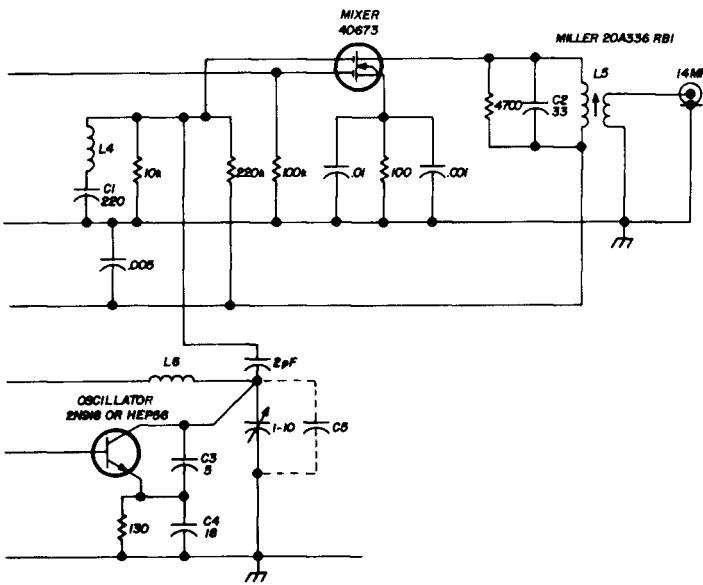 MIXER
40673
MILLER 20A336 RBI
L5
14M
4700
C2
33
L4
10k
220k
100k
.01
100
.001
C1
220
.005
L6
2pF
OSCILLATOR
2N918 OR HEP56
1-10
C5
C3
5
C4
18
130